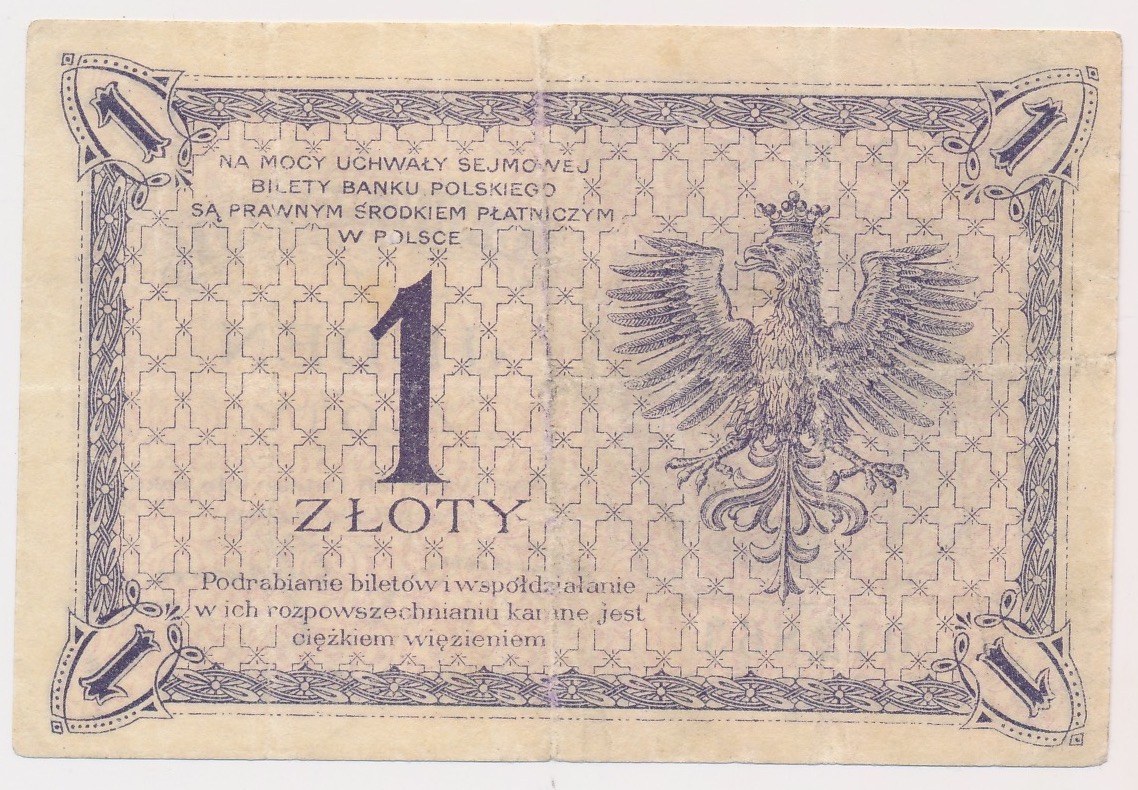 1
1
NA MOCY UCHWAŁY SEJMOWEJ
BILETY BANKU POLSKIEGO
SĄ PRAWNYM ŚRODKIEM PŁATNICZYM
W POLSCE
1
ZŁOTY
Podrabianie biletów i współdziałanie
w ich rozpowszechnianiu karane jest
ciężkiem więzieniem
1
1